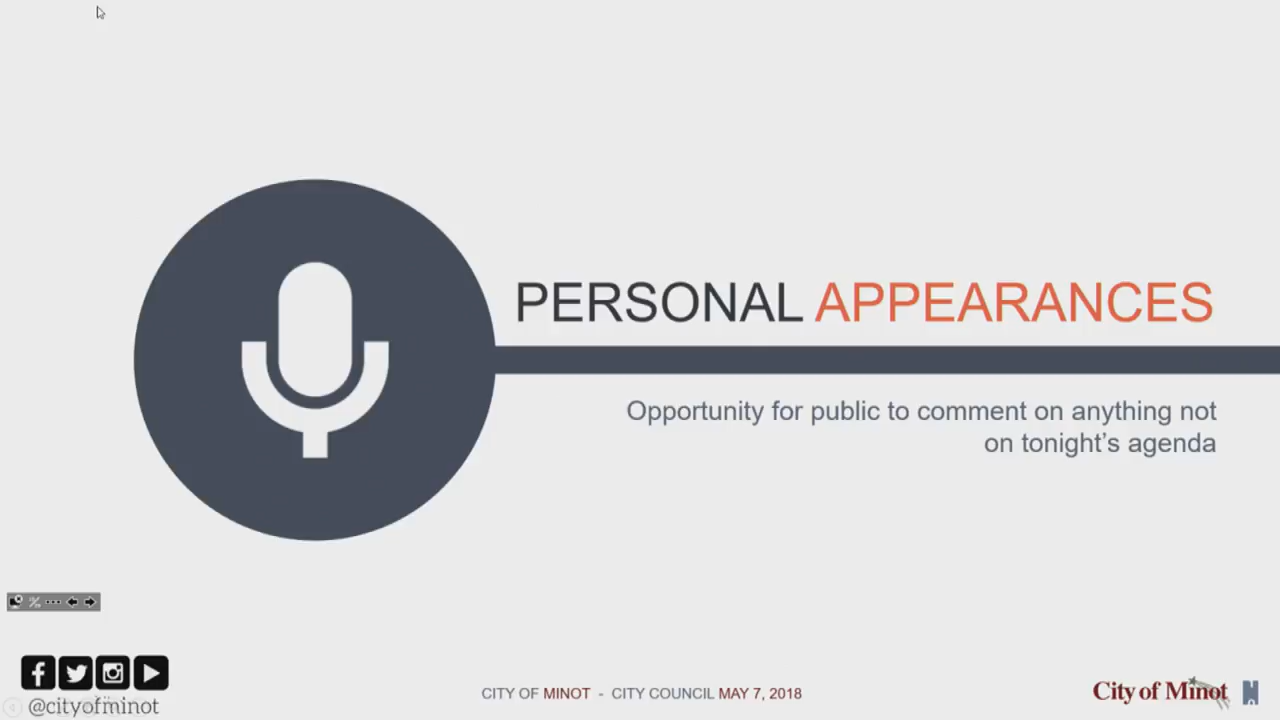 PERSONAL APPEARANCES
Opportunity for public to comment on anything not
on tonight's agenda
@cityofminot
CITY OF MINOT - CITY COUNCIL MAY 7, 2018
City of Minot